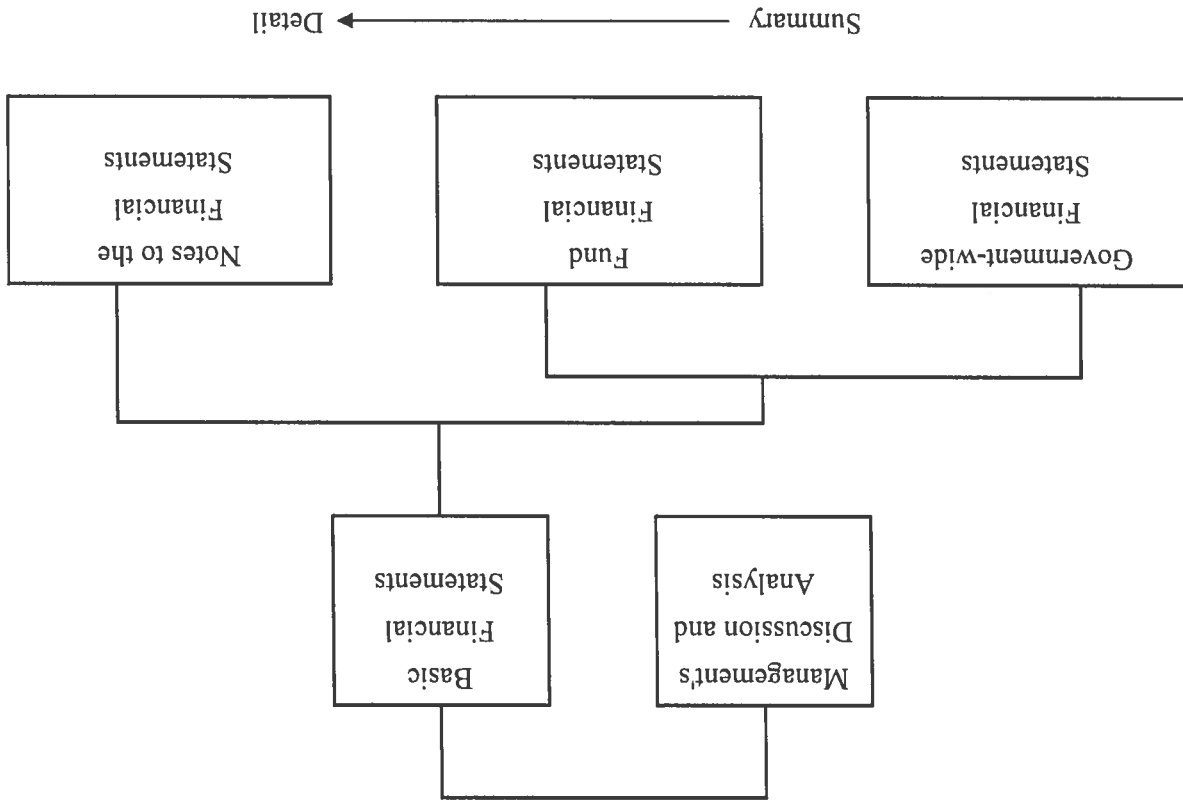 Management's
Discussion and
Analysis
Basic
Financial
Statements
Government-wide
Financial
Statements
Fund
Financial
Statements
Notes to the
Financial
Statements
Summary
Detail